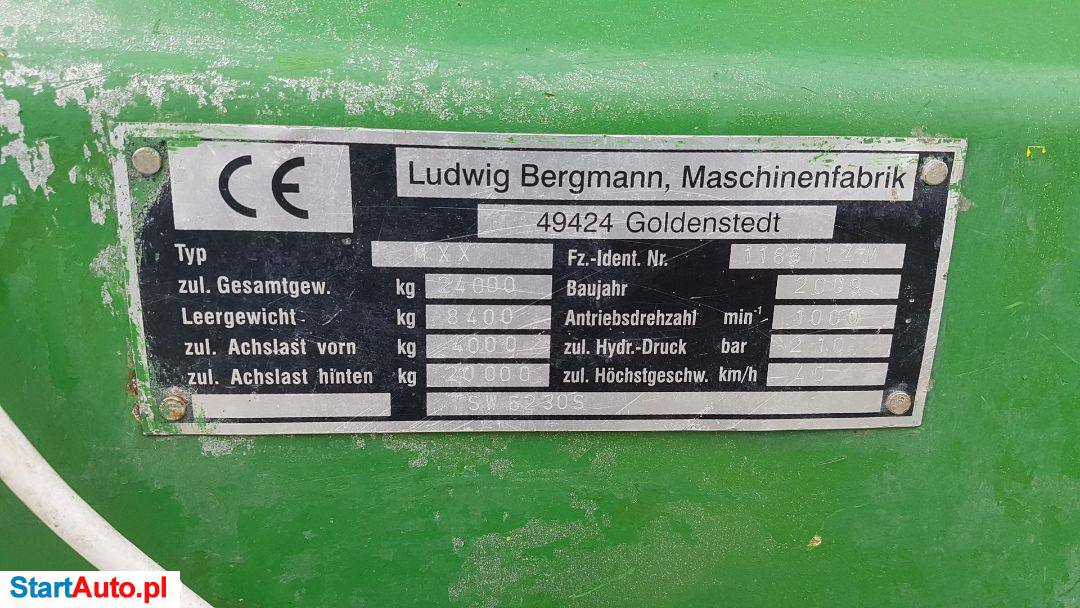 CE
Ludwig Bergmann, Maschinenfabrik
49424 Goldenstedt
Typ MXX
Fz.-Ident. Nr.
zul. Gesamtgew. kg 24000
Baujahr 2009
Leergewicht kg 8400
Antriebsdrehzahl min⁻¹ 1000
zul. Achslast vorn kg 4000
zul. Hydr.-Druck bar 210
zul. Achslast hinten kg 20000
zul. Höchstgeschw. km/h 40
TSW 6230S
StartAuto.pl